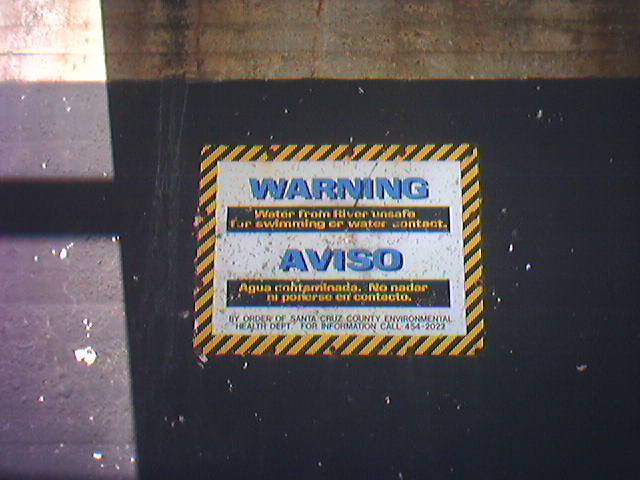 WARNING
Water from River unsafe
for swimming or water contact.
AVISO
Agua contaminada. No nadar
ni ponerse en contacto.
BY ORDER OF SANTA CRUZ COUNTY ENVIRONMENTAL
HEALTH DEPT. FOR INFORMATION CALL 454-2022